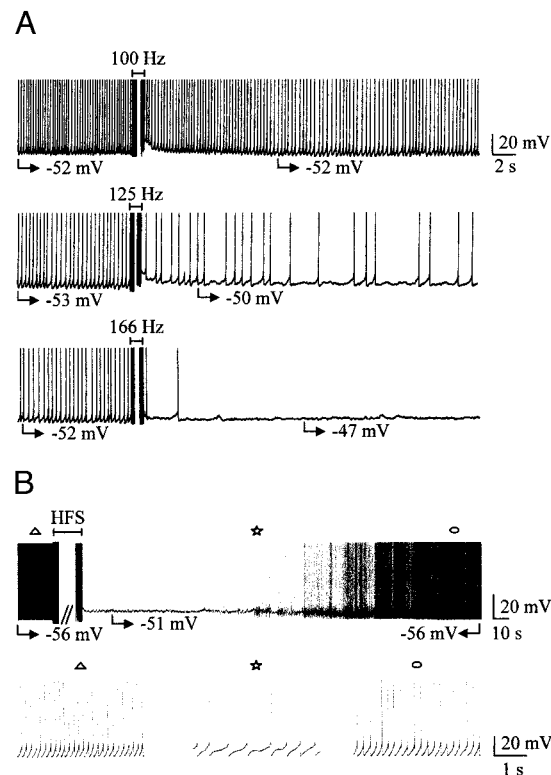 A
100 Hz
20 mV
2 s
-52 mV
-52 mV
125 Hz
-53 mV
-50 mV
166 Hz
-52 mV
-47 mV
B
HFS
20 mV
10 s
-56 mV
-51 mV
-56 mV
20 mV
1 s